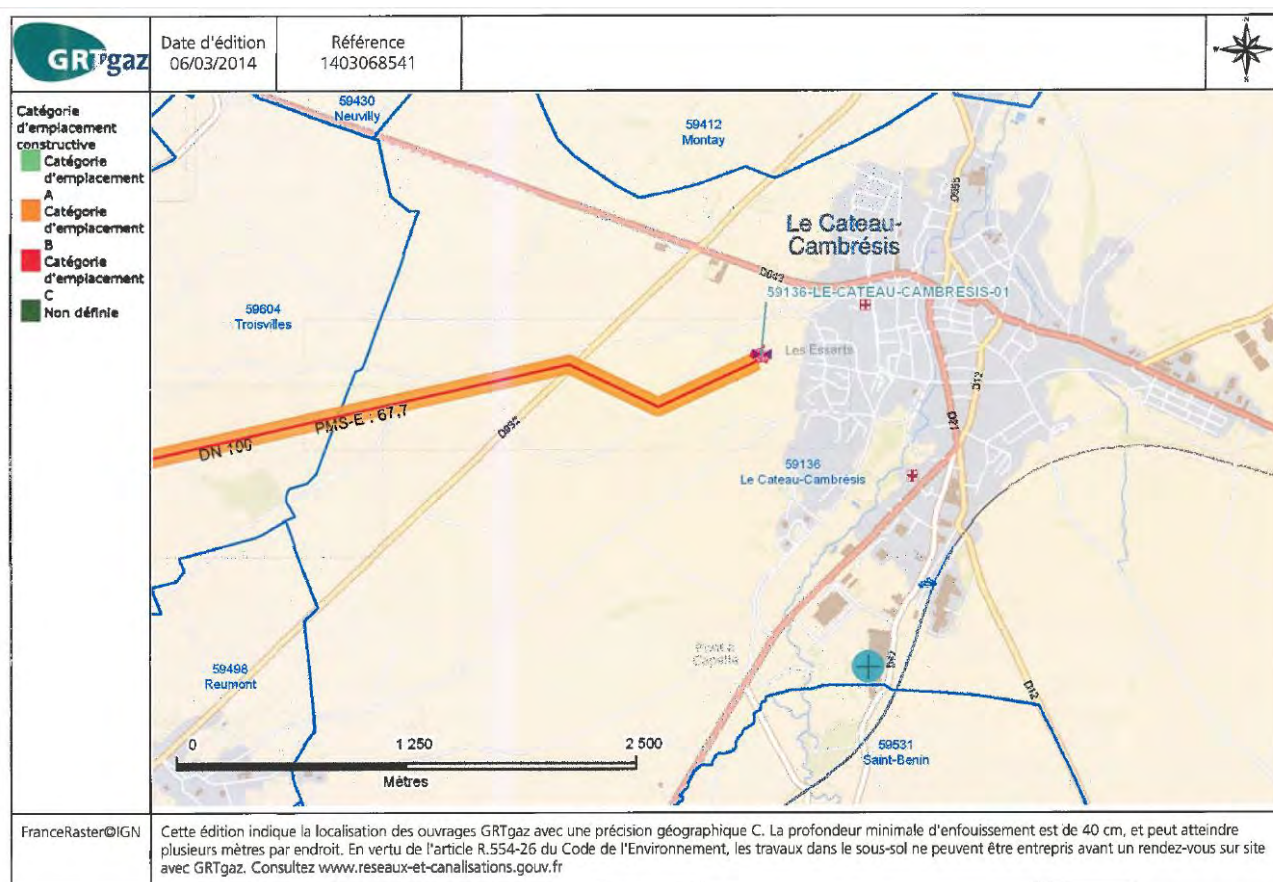 GRTgaz
Date d'édition
06/03/2014
Référence
1403068541
Catégorie
d'emplacement
constructive
Catégorie
d'emplacement
A
Catégorie
d'emplacement
B
Catégorie
d'emplacement
C
Non définie
59430
Neuvilly
59412
Montay
Le Cateau-
Cambrésis
D643
59136-LE-CATEAU-CAMBRESIS-01
Les Esserts
59604
Troisvilles
DN 100
PMS-E : 67,7
D932
D12
59136
Le Cateau-Cambrésis
59498
Reumont
Pont à
Capelle
D12
59531
Saint-Benin
0
1 250
2 500
Mètres
FranceRaster©IGN
Cette édition indique la localisation des ouvrages GRTgaz avec une précision géographique C. La profondeur minimale d'enfouissement est de 40 cm, et peut atteindre
plusieurs mètres par endroit. En vertu de l'article R.554-26 du Code de l'Environnement, les travaux dans le sous-sol ne peuvent être entrepris avant un rendez-vous sur site
avec GRTgaz. Consultez www.reseaux-et-canalisations.gouv.fr